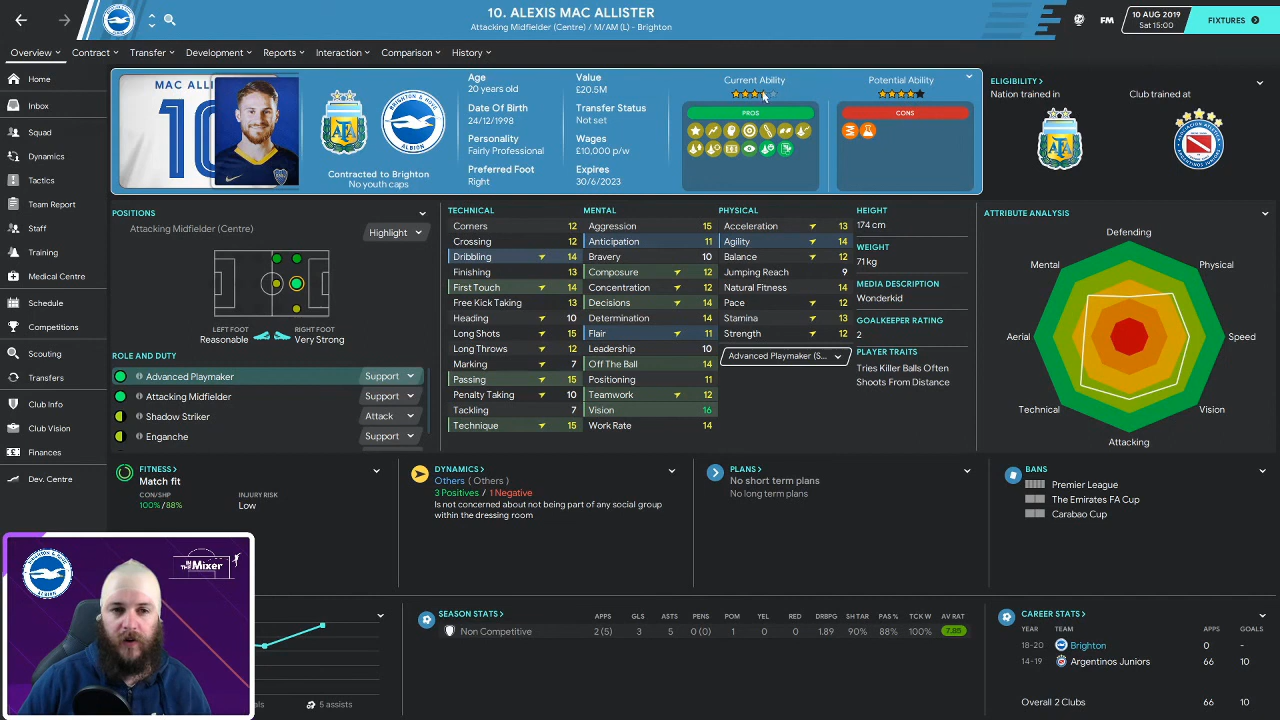 10. ALEXIS MAC ALLISTER
Attacking Midfielder (Centre) / M/AM (L) - Brighton
FM
10 AUG 2019
Sat 15:00
FIXTURES
Overview
Contract
Transfer
Development
Reports
Interaction
Comparison
History
Home
Inbox
Squad
Dynamics
Tactics
Team Report
Staff
Training
Medical Centre
Schedule
Competitions
Scouting
Transfers
Club Info
Club Vision
Finances
Dev. Centre
MAC ALLI
10
Contracted to Brighton
No youth caps
Age
20 years old
Date Of Birth
24/12/1998
Personality
Fairly Professional
Preferred Foot
Right
Value
£20.5M
Transfer Status
Not set
Wages
£10,000 p/w
Expires
30/6/2023
Current Ability
PROS
Potential Ability
CONS
ELIGIBILITY >
Nation trained in
Club trained at
POSITIONS
Attacking Midfielder (Centre)
Highlight
LEFT FOOT
Reasonable
RIGHT FOOT
Very Strong
ROLE AND DUTY
Advanced Playmaker Support
Attacking Midfielder Support
Shadow Striker Attack
Enganche Support
TECHNICAL
Corners 12
Crossing 12
Dribbling 14
Finishing 13
First Touch 14
Free Kick Taking 13
Heading 10
Long Shots 15
Long Throws 12
Marking 7
Passing 15
Penalty Taking 10
Tackling 7
Technique 15
MENTAL
Aggression 15
Anticipation 11
Bravery 10
Composure 12
Concentration 12
Decisions 14
Determination 14
Flair 11
Leadership 10
Off The Ball 14
Positioning 11
Teamwork 12
Vision 16
Work Rate 14
PHYSICAL
Acceleration 13
Agility 14
Balance 12
Jumping Reach 9
Natural Fitness 14
Pace 12
Stamina 13
Strength 12
Advanced Playmaker (S...
HEIGHT
174 cm
WEIGHT
71 kg
MEDIA DESCRIPTION
Wonderkid
GOALKEEPER RATING
2
PLAYER TRAITS
Tries Killer Balls Often
Shoots From Distance
ATTRIBUTE ANALYSIS
Defending
Mental
Physical
Aerial
Speed
Technical
Vision
Attacking
FITNESS >
Match fit
CON/SHP
100% / 88%
INJURY RISK
Low
DYNAMICS >
Others ( Others )
3 Positives / 1 Negative
Is not concerned about not being part of any social group
within the dressing room
PLANS >
No short term plans
No long term plans
BANS
Premier League
The Emirates FA Cup
Carabao Cup
IN THE Mixer
5 assists
SEASON STATS >
APPS GLS ASTS PENS POM YEL RED DRBPG SH TAR PAS % TCK W AV RAT
Non Competitive 2 (5) 3 5 0 (0) 1 0 0 1.89 90% 88% 100% 7.85
CAREER STATS >
YEAR TEAM APPS GOALS
18-20 Brighton 0 -
14-19 Argentinos Juniors 66 10
Overall 2 Clubs 66 10